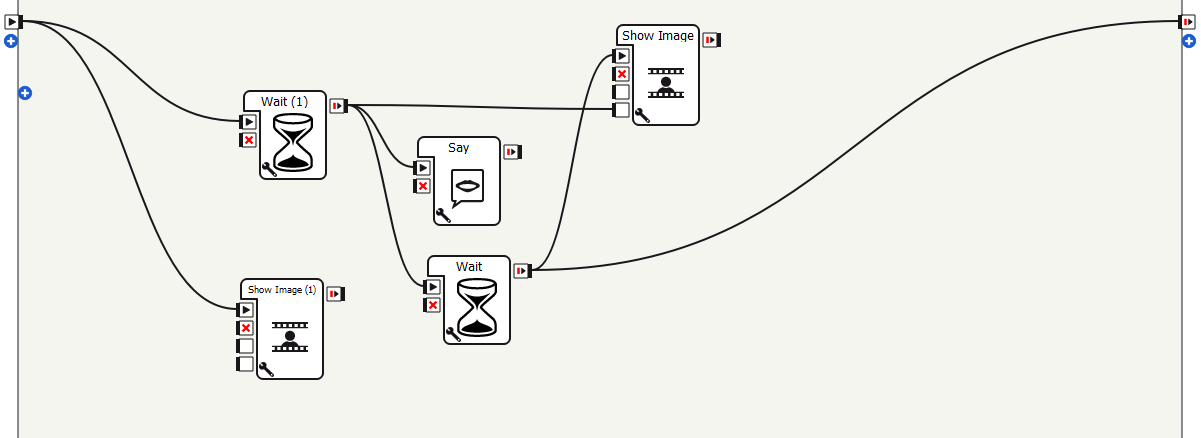 Show Image
Wait (1)
Say
Wait
Show Image (1)